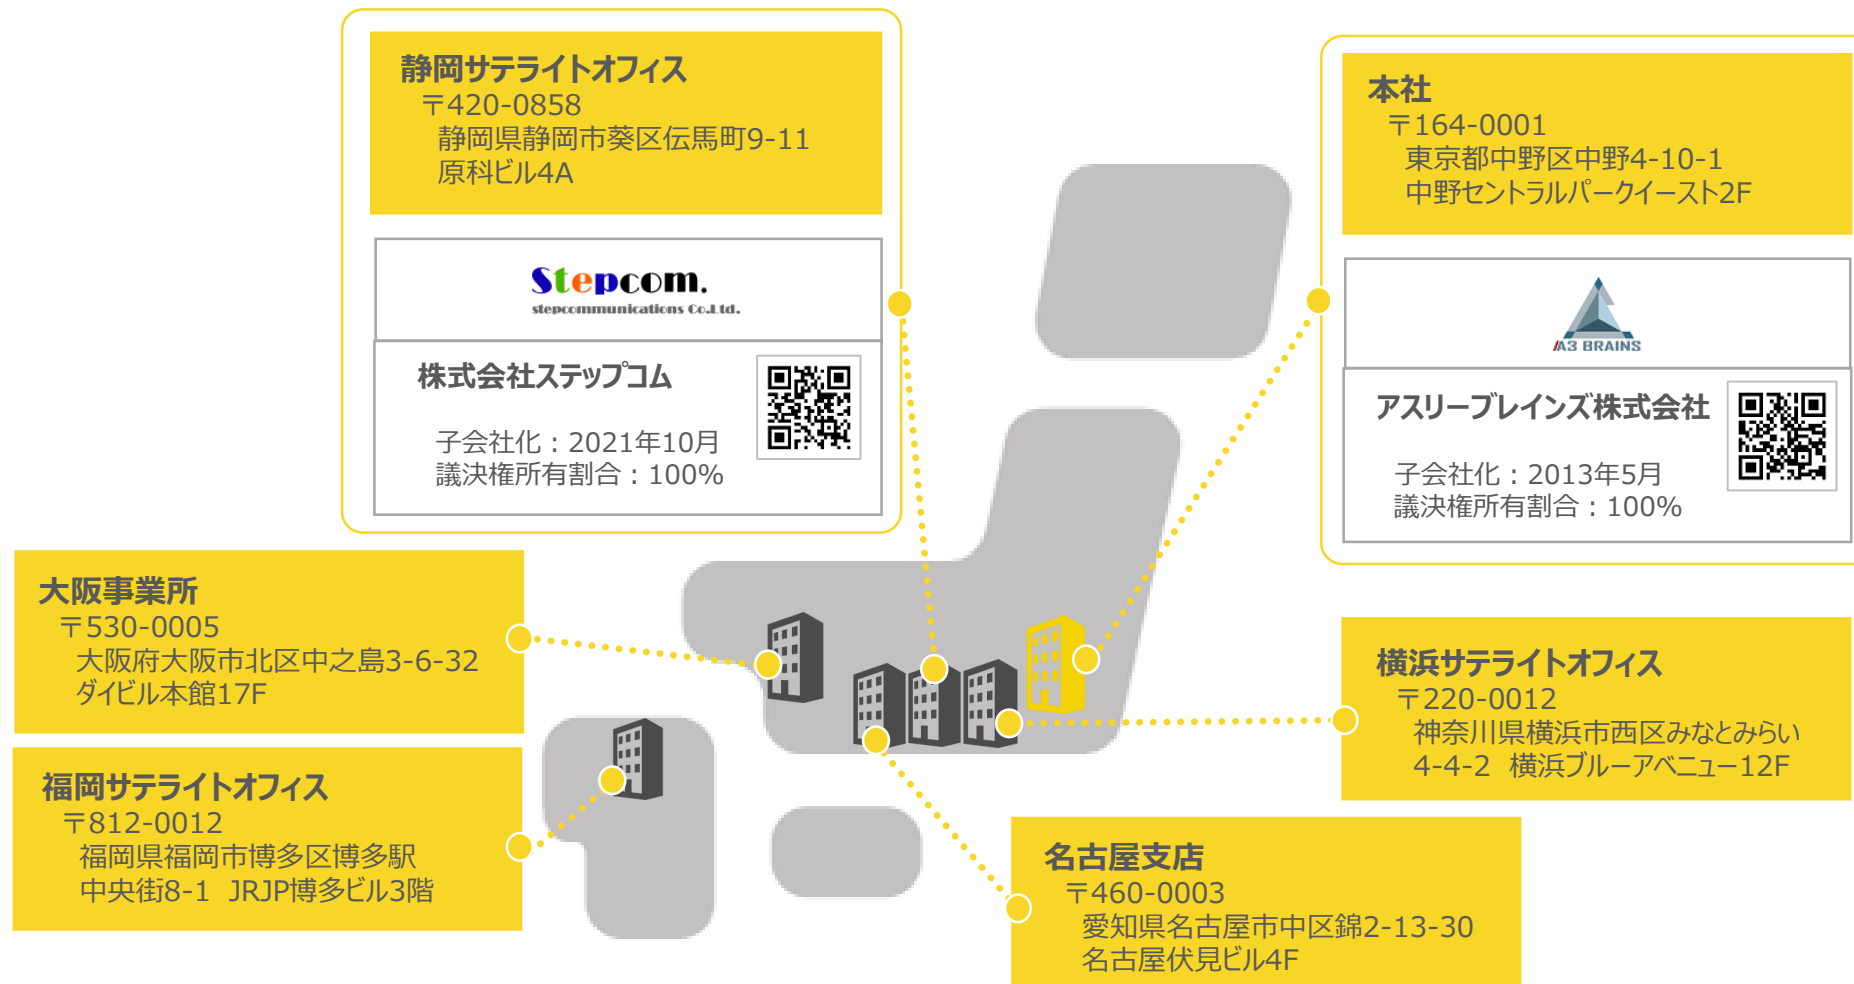 静岡サテライトオフィス
〒420-0858
静岡県静岡市葵区伝馬町9-11
原科ビル4A
Stepcom.
stepcommunications Co.Ltd.
株式会社ステップコム
子会社化：2021年10月
議決権所有割合：100%
本社
〒164-0001
東京都中野区中野4-10-1
中野セントラルパークイースト2F
A3 BRAINS
アスリーブレインズ株式会社
子会社化：2013年5月
議決権所有割合：100%
大阪事業所
〒530-0005
大阪府大阪市北区中之島3-6-32
ダイビル本館17F
横浜サテライトオフィス
〒220-0012
神奈川県横浜市西区みなとみらい
4-4-2 横浜ブルーアベニュー12F
福岡サテライトオフィス
〒812-0012
福岡県福岡市博多区博多駅
中央街8-1 JRJP博多ビル3階
名古屋支店
〒460-0003
愛知県名古屋市中区錦2-13-30
名古屋伏見ビル4F